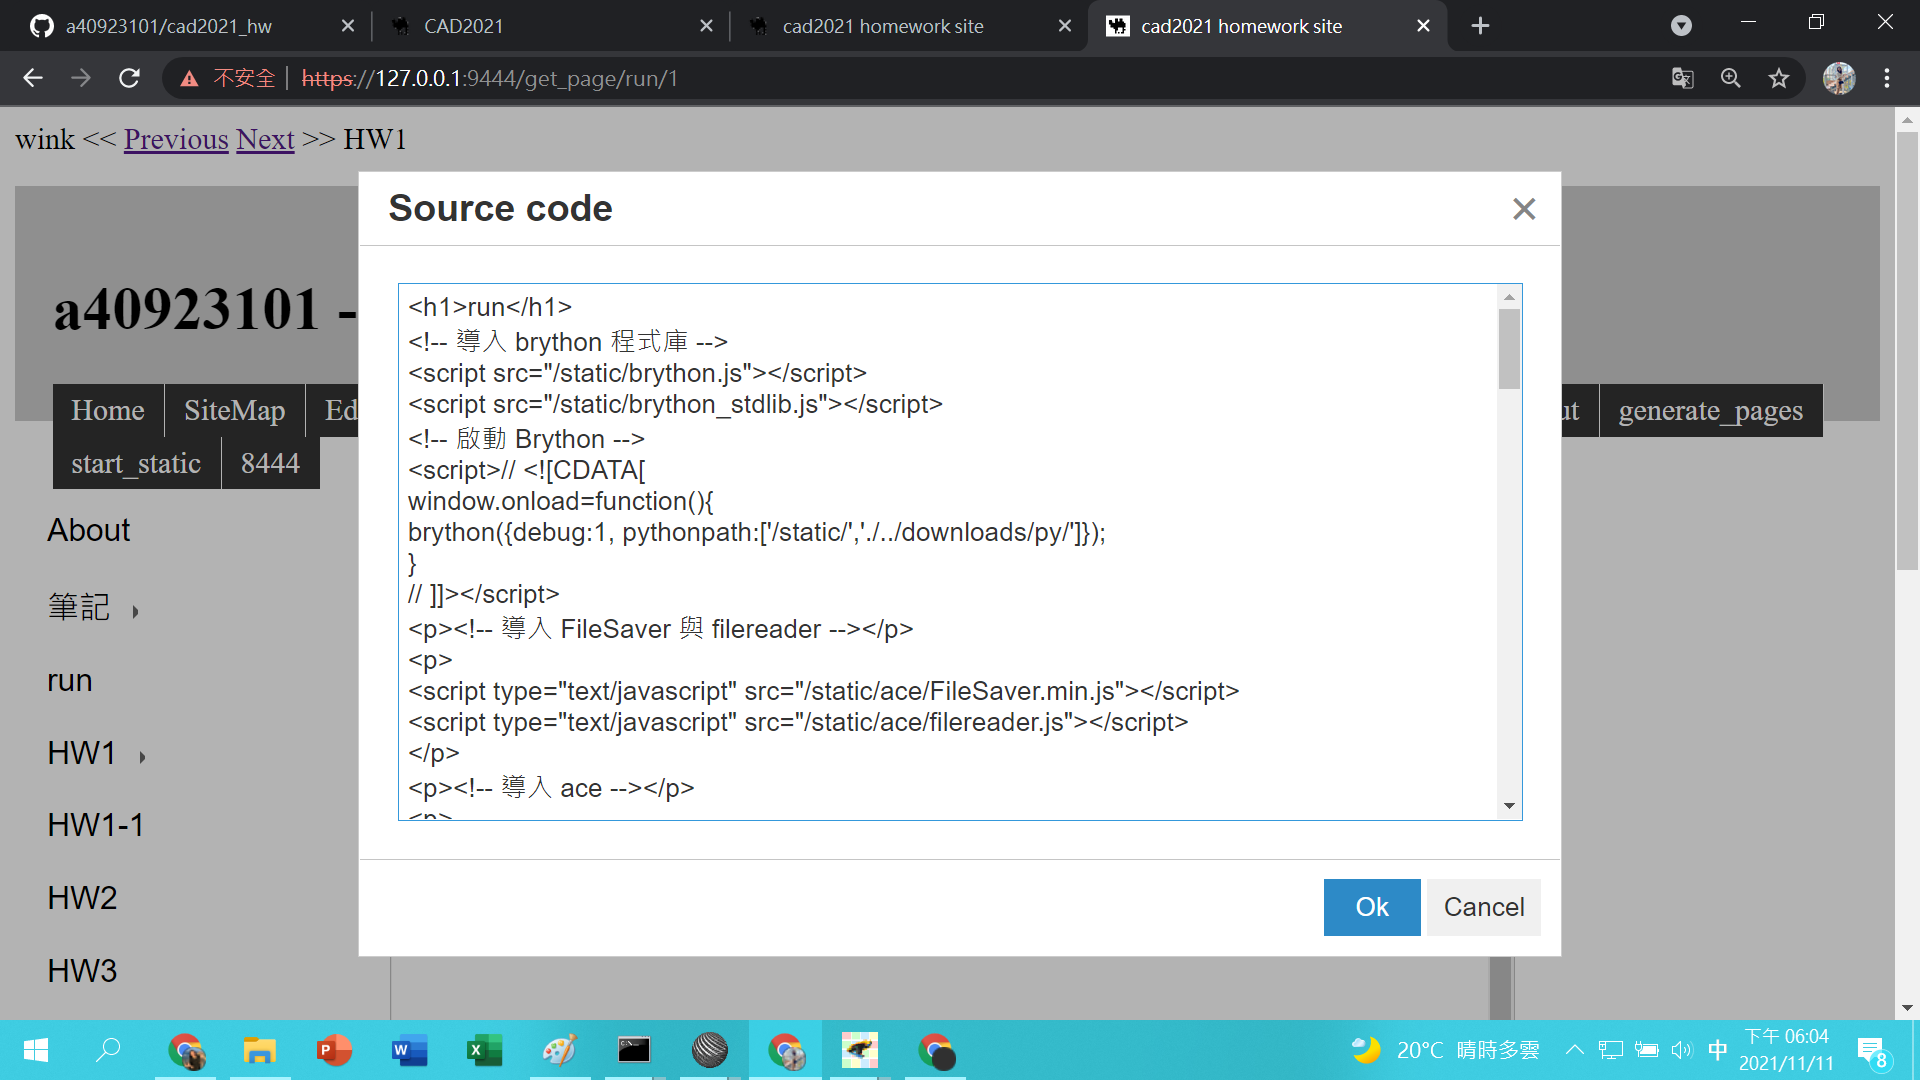 a40923101/cad2021_hw
CAD2021
cad2021 homework site
cad2021 homework site
不安全 https://127.0.0.1:9444/get_page/run/1
wink << Previous Next >> HW1
Source code
a40923101 -
<h1>run</h1>
<!-- 導入 brython 程式庫 -->
<script src="/static/brython.js"></script>
<script src="/static/brython_stdlib.js"></script>
<!-- 啟動 Brython -->
<script>// <![CDATA[
window.onload=function(){
brython({debug:1, pythonpath:['/static/','./../downloads/py/']});
}
// ]]></script>
<p><!-- 導入 FileSaver 與 filereader --></p>
<p>
<script type="text/javascript" src="/static/ace/FileSaver.min.js"></script>
<script type="text/javascript" src="/static/ace/filereader.js"></script>
</p>
<p><!-- 導入 ace --></p>
<p>
Home SiteMap Ed ut generate_pages
start_static 8444
About
筆記
run
HW1
HW1-1
HW2
HW3
Ok Cancel
20°C 晴時多雲
中
下午 06:04
2021/11/11
8